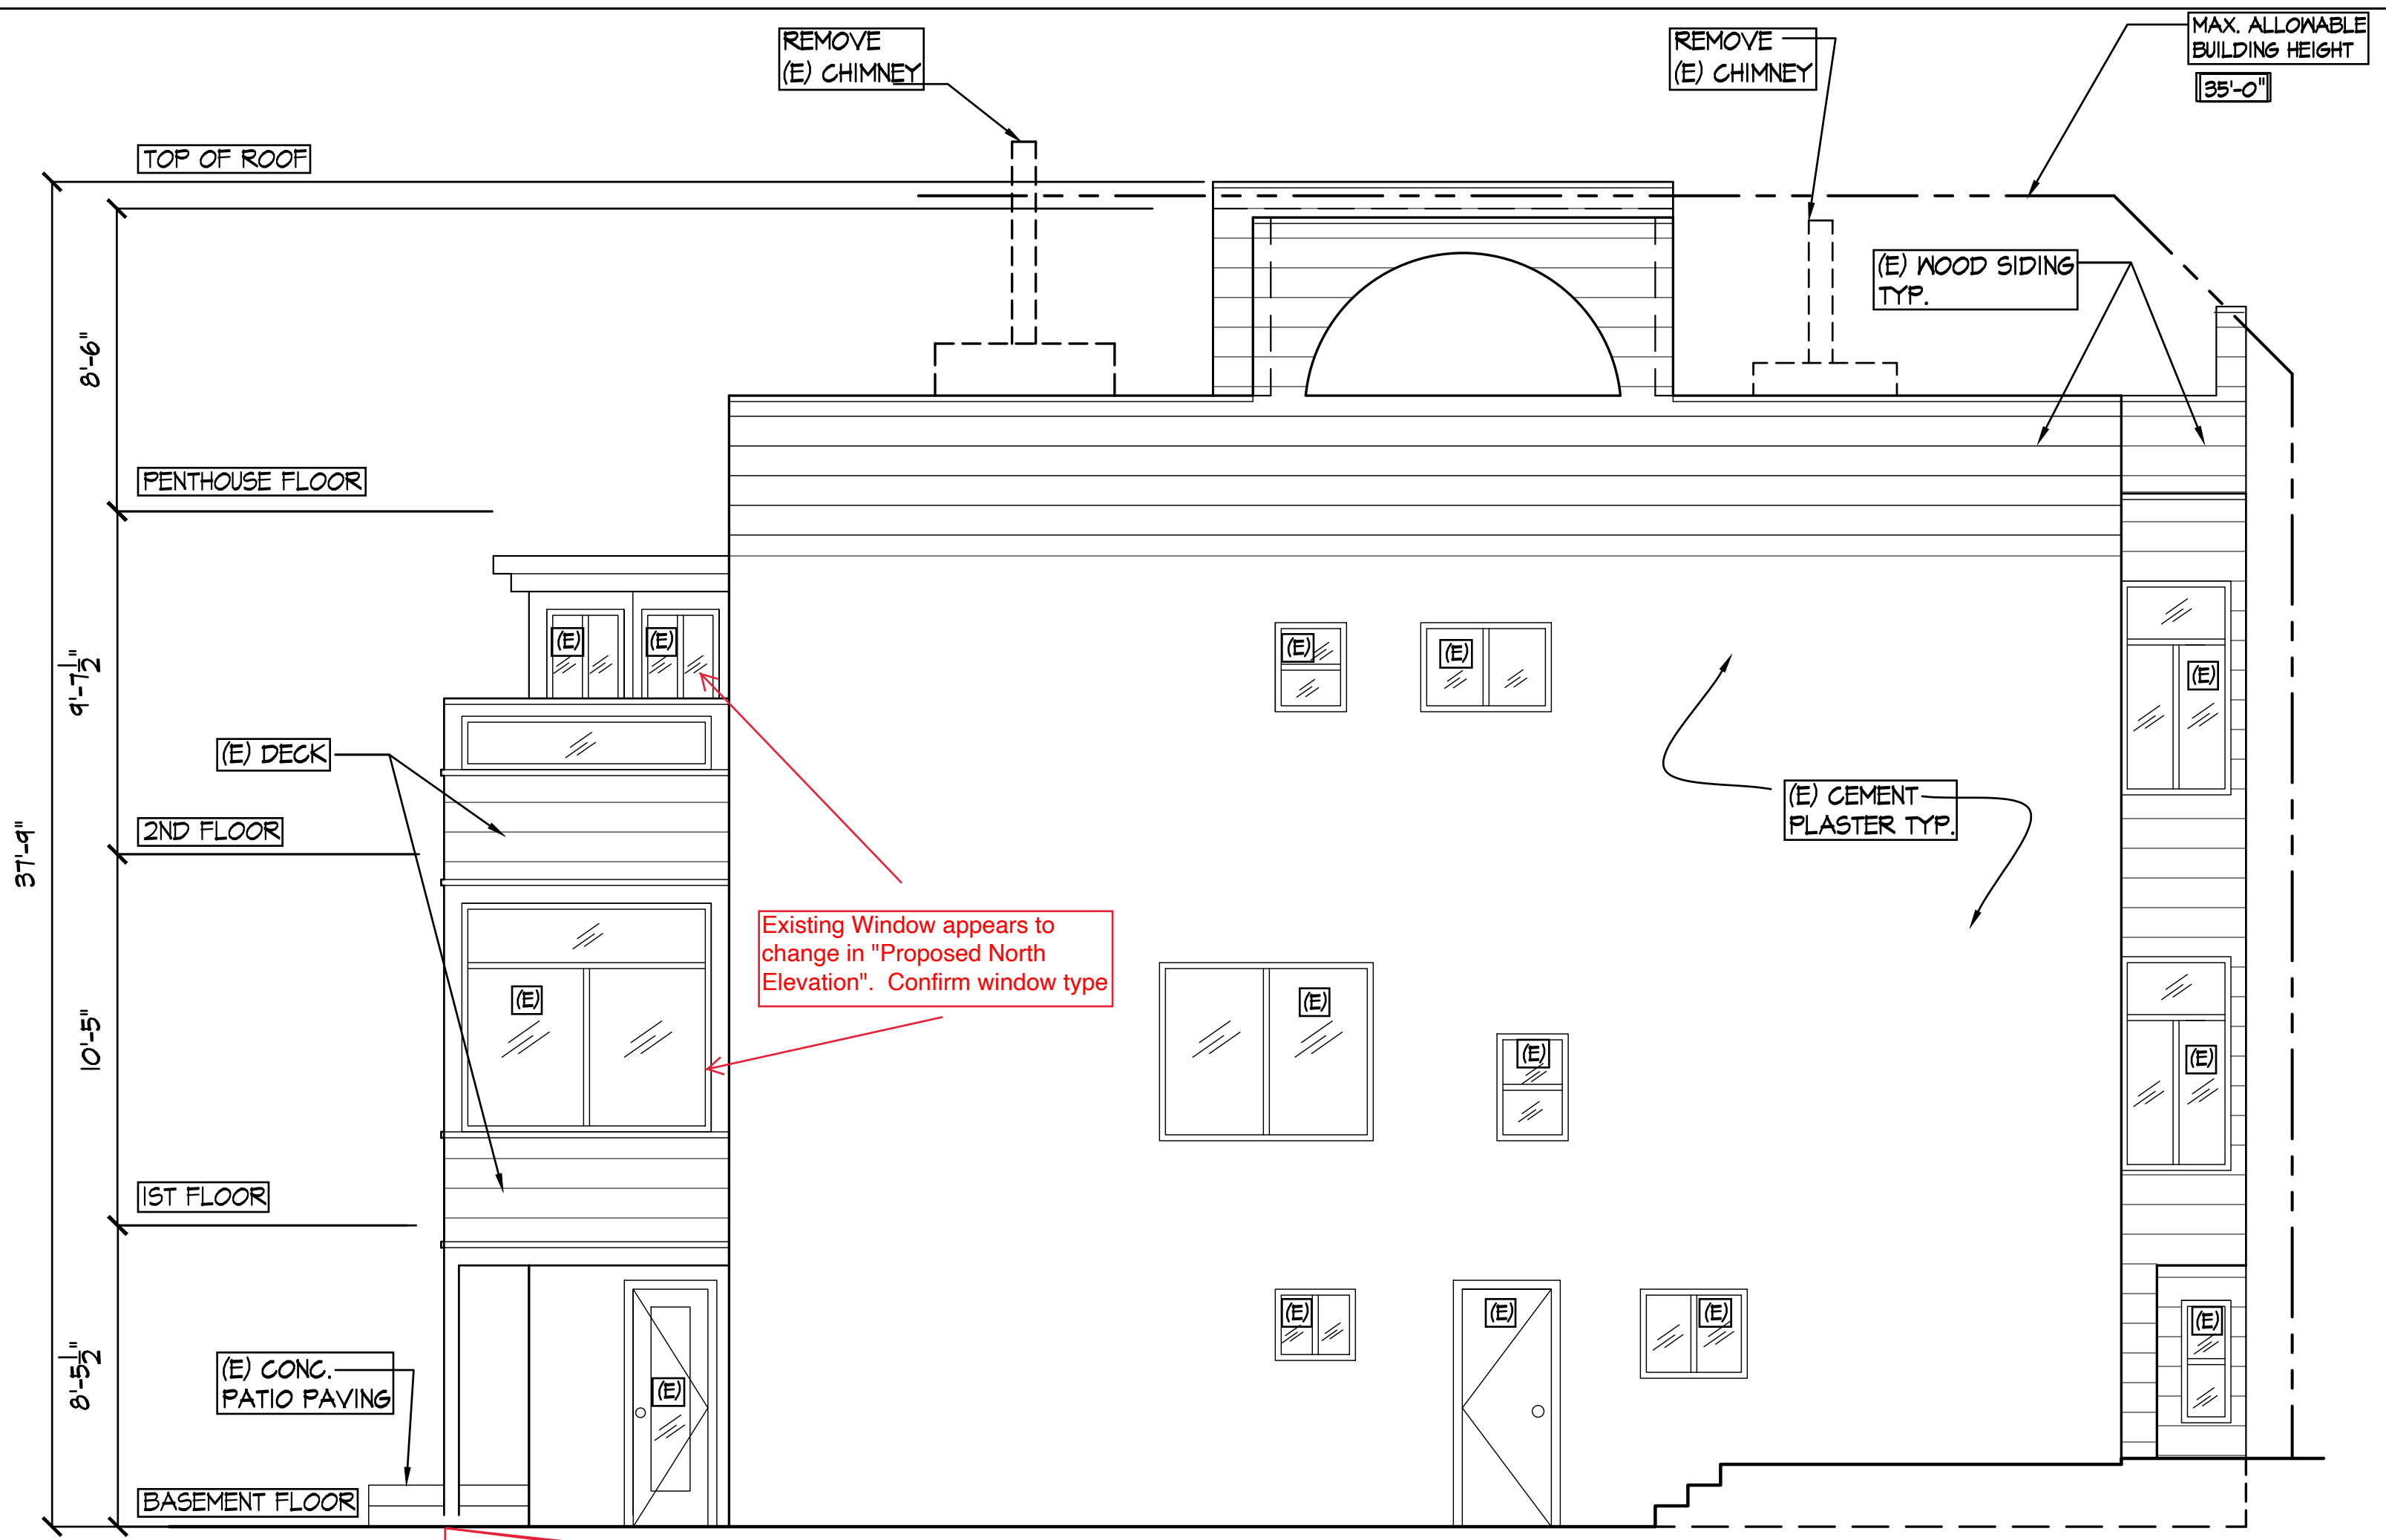 REMOVE
(E) CHIMNEY
REMOVE
(E) CHIMNEY
MAX. ALLOWABLE
BUILDING HEIGHT
35'-0"
TOP OF ROOF
(E) WOOD SIDING
TYP.
8'-6"
PENTHOUSE FLOOR
(E)
(E)
(E)
(E)
(E)
9'-7 1/2"
(E) DECK
(E) CEMENT
PLASTER TYP.
2ND FLOOR
37'-9"
Existing Window appears to
change in "Proposed North
Elevation". Confirm window type
(E)
(E)
(E)
(E)
10'-5"
1ST FLOOR
(E)
(E)
(E)
(E)
(E)
8'-5 1/2"
(E) CONC.
PATIO PAVING
BASEMENT FLOOR